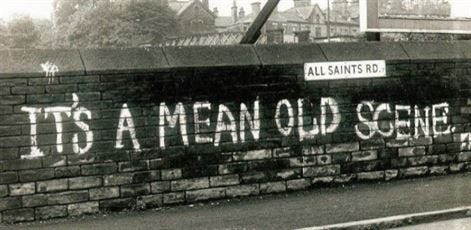 ALL SAINTS RD.
IT'S A MEAN OLD SCENE.